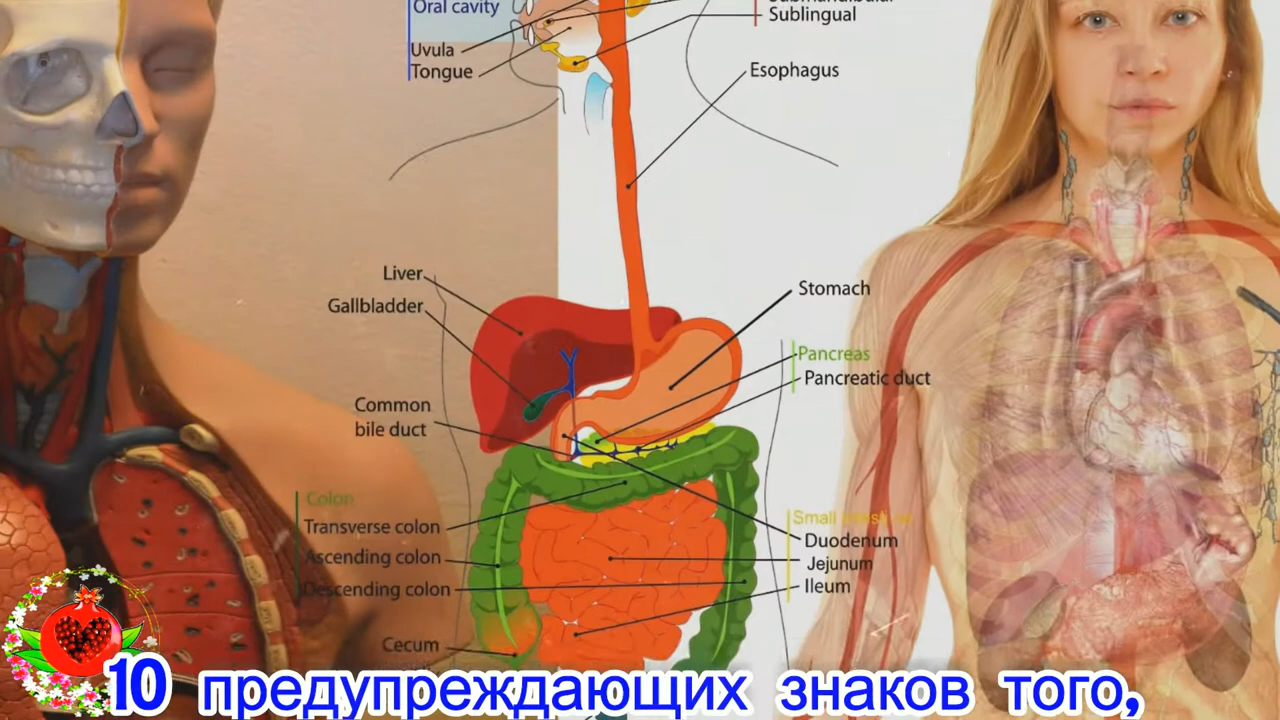 Oral cavity
Uvula
Tongue
Sublingual
Esophagus
Liver
Gallbladder
Common
bile duct
Stomach
Pancreas
Pancreatic duct
Colon
Transverse colon
Ascending colon
Descending colon
Cecum
Small
Duodenum
Jejunum
Ileum
10 предупреждающих знаков того,